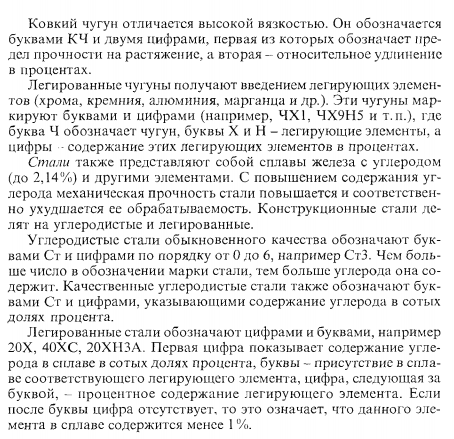 Ковкий чугун отличается высокой вязкостью. Он обозначается
буквами КЧ и двумя цифрами, первая из которых обозначает пре-
дел прочности на растяжение, а вторая – относительное удлинение
в процентах.
Легированные чугуны получают введением легирующих элемен-
тов (хрома, кремния, алюминия, марганца и др.). Эти чугуны мар-
кируют буквами и цифрами (например, ЧХ1, ЧХ9Н5 и т.п.), где
буква Ч обозначает чугун, буквы Х и Н – легирующие элементы, а
цифры – содержание этих легирующих элементов в процентах.
Стали также представляют собой сплавы железа с углеродом
(до 2,14%) и другими элементами. С повышением содержания уг-
лерода механическая прочность стали повышается и соответствен-
но ухудшается ее обрабатываемость. Конструкционные стали де-
лят на углеродистые и легированные.
Углеродистые стали обыкновенного качества обозначают бук-
вами Ст и цифрами по порядку от 0 до 6, например Ст3. Чем боль-
ше число в обозначении марки стали, тем больше углерода она со-
держит. Качественные углеродистые стали также обозначают бук-
вами Ст и цифрами, указывающими содержание углерода в сотых
долях процента.
Легированные стали обозначают цифрами и буквами, например
20Х, 40ХС, 20ХН3А. Первая цифра показывает содержание угле-
рода в сплаве в сотых долях процента, буквы – присутствие в спла-
ве соответствующего легирующего элемента, цифра, следующая за
буквой, – процентное содержание легирующего элемента. Если
после буквы цифра отсутствует, то это означает, что данного элемен-
та в сплаве содержится менее 1%.